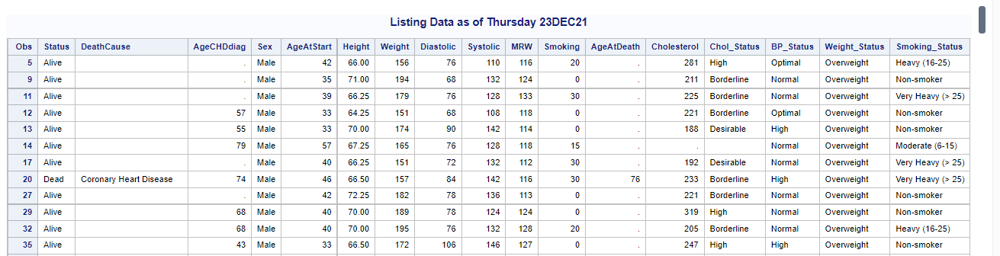 Listing Data as of Thursday 23DEC21
Obs Status DeathCause AgeCHDdiag Sex AgeAtStart Height Weight Diastolic Systolic MRW Smoking AgeAtDeath Cholesterol Chol_Status BP_Status Weight_Status Smoking_Status
5 Alive . Male 42 66.00 156 76 110 116 20 . 281 High Optimal Overweight Heavy (16-25)
9 Alive . Male 35 71.00 194 68 132 124 0 . 211 Borderline Normal Overweight Non-smoker
11 Alive . Male 39 66.25 179 76 128 133 30 . 225 Borderline Normal Overweight Very Heavy (> 25)
12 Alive 57 Male 33 64.25 151 68 108 118 0 . 221 Borderline Optimal Overweight Non-smoker
13 Alive 55 Male 33 70.00 174 90 142 114 0 . 188 Desirable High Overweight Non-smoker
14 Alive 79 Male 57 67.25 165 76 128 118 15 . . Normal Overweight Moderate (6-15)
17 Alive . Male 40 66.25 151 72 132 112 30 . 192 Desirable Normal Overweight Very Heavy (> 25)
20 Dead Coronary Heart Disease 74 Male 46 66.50 157 84 142 116 30 76 233 Borderline High Overweight Very Heavy (> 25)
27 Alive . Male 42 72.25 182 78 136 113 0 . 221 Borderline Normal Overweight Non-smoker
29 Alive 68 Male 40 70.00 189 78 124 124 0 . 319 High Normal Overweight Non-smoker
32 Alive 68 Male 40 70.00 195 76 132 128 20 . 205 Borderline Normal Overweight Heavy (16-25)
35 Alive 43 Male 33 66.50 172 106 146 127 0 . 247 High High Overweight Non-smoker